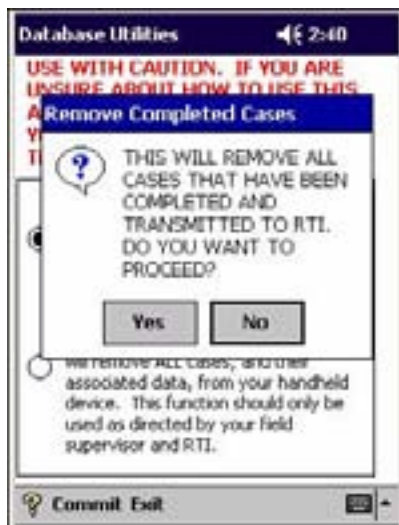 Database Utilities 2:40
USE WITH CAUTION. IF YOU ARE
UNSURE ABOUT HOW TO USE THIS
Remove Completed Cases
THIS WILL REMOVE ALL
CASES THAT HAVE BEEN
COMPLETED AND
TRANSMITTED TO RTI.
DO YOU WANT TO
PROCEED?
Yes No
will remove ALL cases, and their
associated data, from your handheld
device. This function should only be
used as directed by your field
supervisor and RTI.
Commit Exit